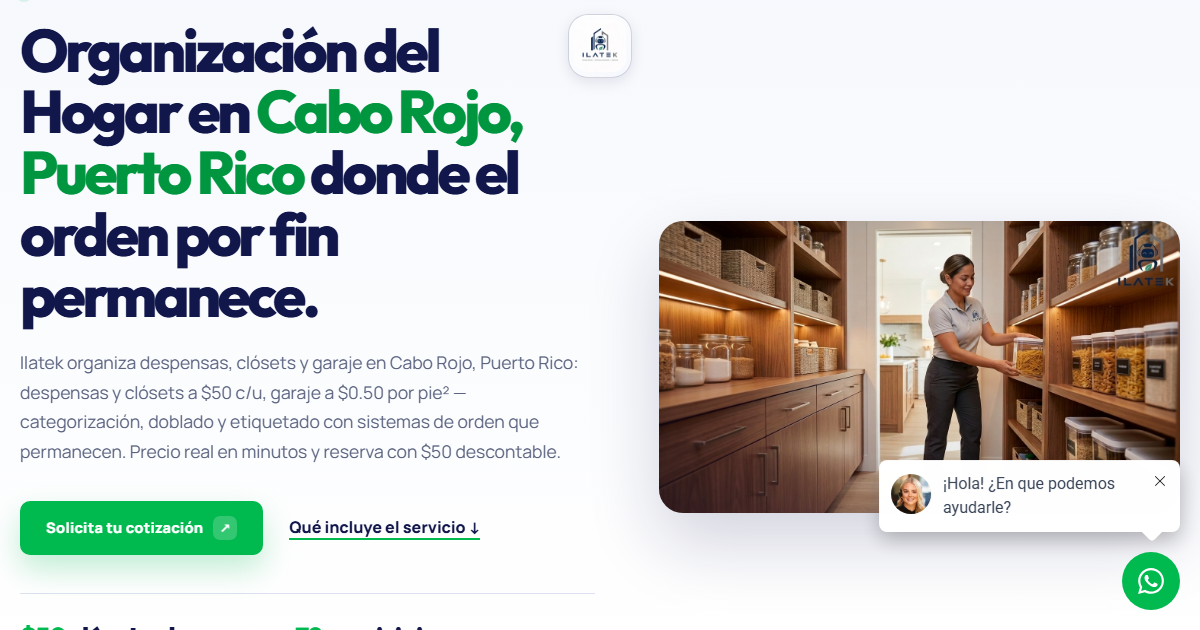 ILATEK
Organización del
Hogar en Cabo Rojo,
Puerto Rico donde el
orden por fin
permanece.
Ilatek organiza despensas, clósets y garaje en Cabo Rojo, Puerto Rico:
despensas y clósets a $50 c/u, garaje a $0.50 por pie² —
categorización, doblado y etiquetado con sistemas de orden que
permanecen. Precio real en minutos y reserva con $50 descontable.
Solicita tu cotización ↗
Qué incluye el servicio ↓
ILATEK
¡Hola! ¿En que podemos
ayudarle?